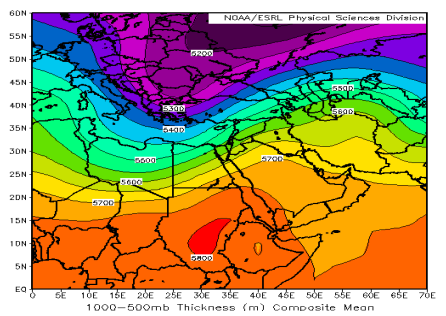 NOAA/ESRL Physical Sciences Division
60N
55N
50N
45N
40N
35N
30N
25N
20N
15N
10N
5N
EQ
5200
5300
5400
5500
5600
5600
5600
5700
5700
5800
0 5E 10E 15E 20E 25E 30E 35E 40E 45E 50E 55E 60E 65E 70E
1000-500mb Thickness (m) Composite Mean